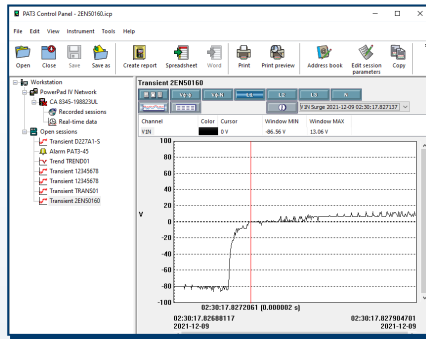 PAT3 Control Panel - 2EN50160.icp
File Edit View Instrument Tools Help
Open Close Save Save as Create report Spreadsheet Word Print Print preview Address book Edit session parameters Copy
Workstation
PowerPad IV Network
CA 8345-198823UL
Recorded sessions
Real-time data
Open sessions
Transient D227A1-S
Alarm PAT3-45
Trend TREND01
Transient 12345678
Transient 12345678
Transient TRANS01
Transient 2EN50160
Transient 2EN50160
V1N Surge 2021-12-09 02:30:17.827137
Channel Color Cursor Window MIN Window MAX
V1N 0 V -86.56 V 13.06 V
100
80
60
40
20
V
0
-20
-40
-60
-80
-100
02:30:17.8272061 (0.000002 s)
02:30:17.82688117 02:30:17.827904701
2021-12-09 2021-12-09